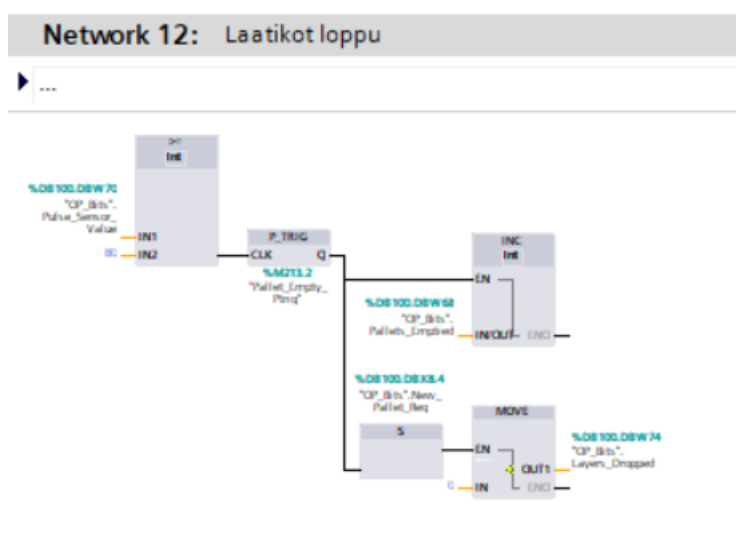 Network 12: Laatikot loppu
...
>=
Int
%DB100.DBW70
"OP_Bits".
Pulse_Sensor_
Value
IN1
IN2
P_TRIG
CLK Q
%M213.2
"Pallet_Empty_
Ptrig"
INC
Int
EN
%DB100.DBW68
"OP_Bits".
Pallets_Emptied
IN/OUT ENO
%DB100.DBX8.4
"OP_Bits".New_
Pallet_Req
S
MOVE
EN
OUT1
%DB100.DBW74
"OP_Bits".
Layers_Dropped
IN ENO